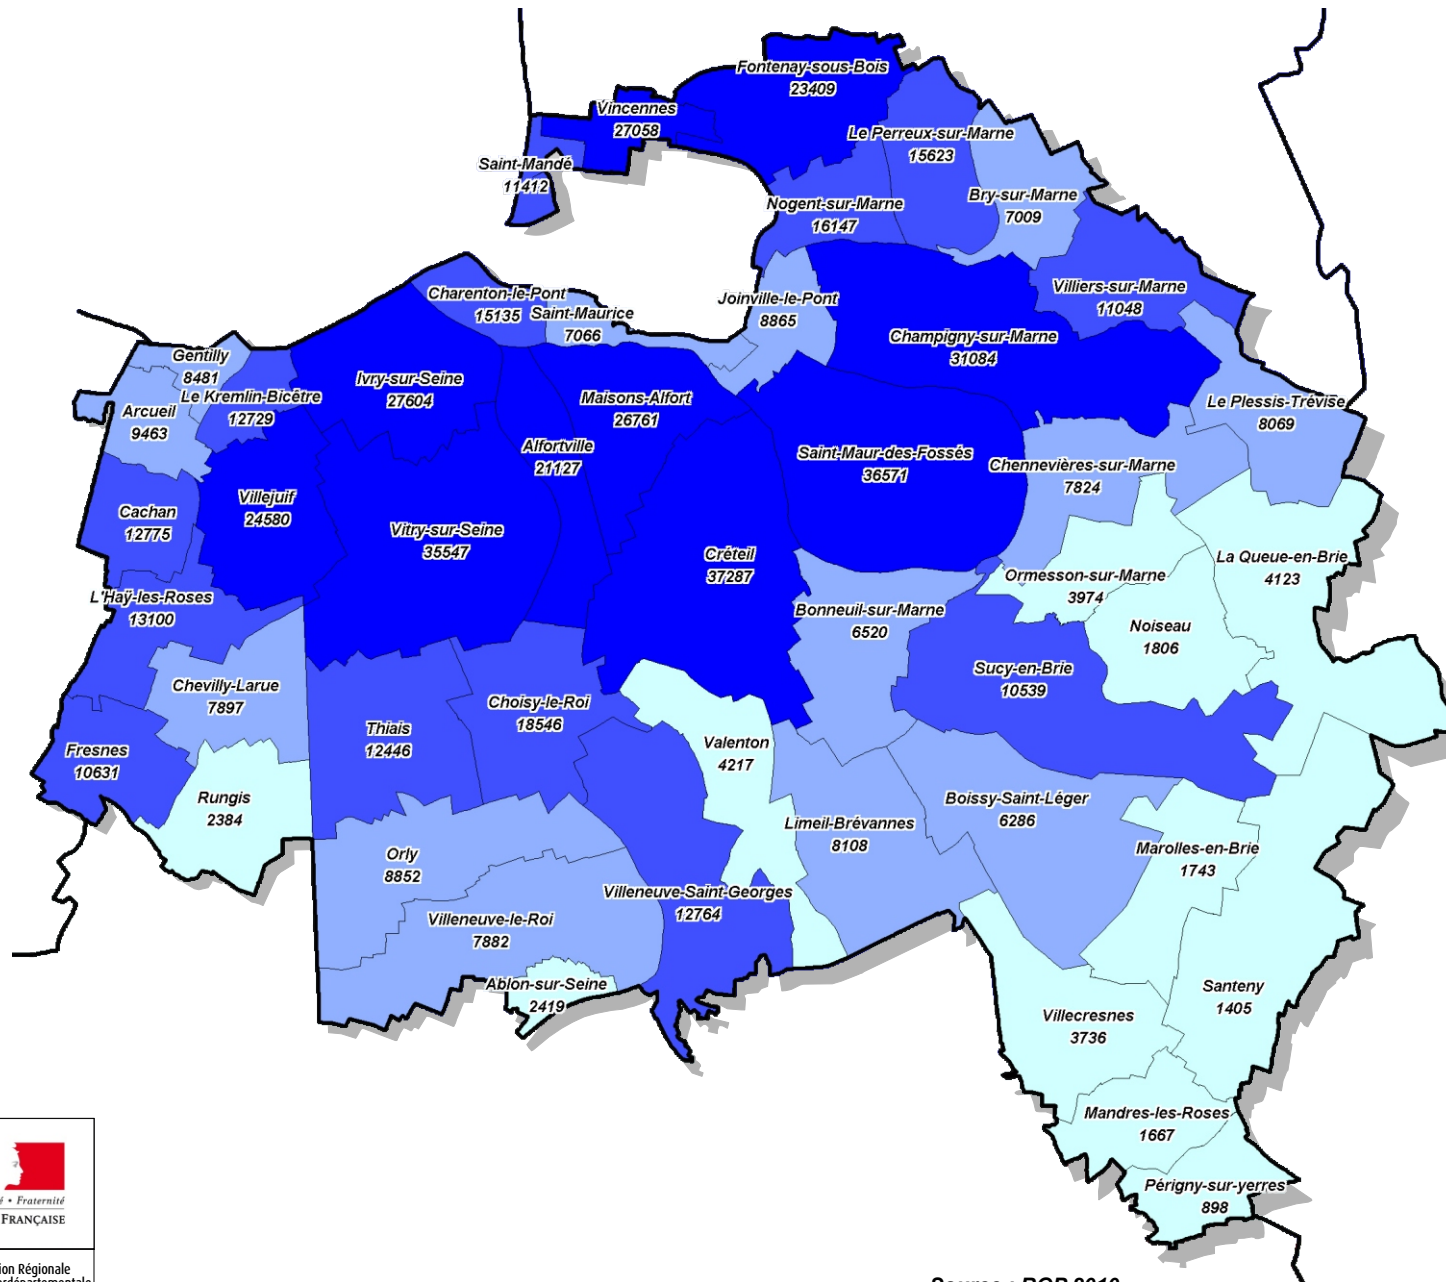 Fontenay-sous-Bois
23409
Vincennes
27058
Le Perreux-sur-Marne
15623
Saint-Mandé
11412
Bry-sur-Marne
7009
Nogent-sur-Marne
16147
Villiers-sur-Marne
11048
Charenton-le-Pont
15135
Saint-Maurice
7066
Joinville-le-Pont
8865
Champigny-sur-Marne
31084
Gentilly
8481
Ivry-sur-Seine
27604
Le Kremlin-Bicêtre
12729
Maisons-Alfort
26761
Le Plessis-Trévise
8069
Arcueil
9463
Alfortville
21127
Saint-Maur-des-Fossés
36571
Chennevières-sur-Marne
7824
Villejuif
24580
Cachan
12775
Vitry-sur-Seine
35547
Créteil
37287
La Queue-en-Brie
4123
Ormesson-sur-Marne
3974
L'Haÿ-les-Roses
13100
Bonneuil-sur-Marne
6520
Noiseau
1806
Sucy-en-Brie
10539
Chevilly-Larue
7897
Choisy-le-Roi
18546
Thiais
12446
Valenton
4217
Fresnes
10631
Rungis
2384
Boissy-Saint-Léger
6286
Limeil-Brévannes
8108
Marolles-en-Brie
1743
Orly
8852
Villeneuve-Saint-Georges
12764
Villeneuve-le-Roi
7882
Ablon-sur-Seine
2419
Santeny
1405
Villecresnes
3736
Mandres-les-Roses
1667
Périgny-sur-yerres
898
é • Fraternité
FRANÇAISE
ion Régionale
Source : RGP 2010